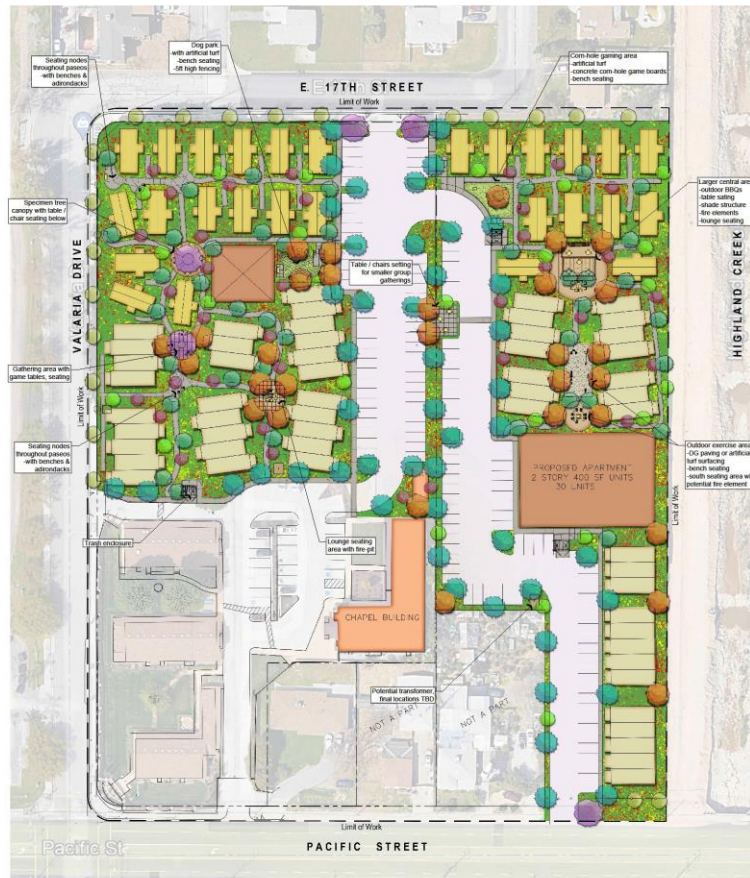 Dog park
-with artificial turf
-bench seating
-5ft high fencing
Seating nodes
throughout paseos
-with benches &
adirondacks
Corn-hole gaming area
-artificial turf
-concrete corn-hole game boards
-bench seating
E. 17TH STREET
Limit of Work
Specimen tree
canopy with table /
chair seating below
Larger central are
-outdoor BBQs
-table sating
-shade structure
-fire elements
-lounge seating
VALARIA DRIVE
HIGHLAND CREEK
Table / chairs setting
for smaller group
gatherings
Gathering area with
game tables, seating
Limit of Work
Seating nodes
throughout paseos
-with benches &
adirondacks
Outdoor exercise area
-DG paving or artificial
turf surfacing
-bench seating
-south seating area wi
potential fire element
PROPOSED APARTMENT
2 STORY 400 SF UNITS
30 UNITS
Limit of Work
Trash enclosure
Lounge seating
area with fire-pit
CHAPEL BUILDING
Potential transformer,
final locations TBD
NOT A PART
NOT A PART
Limit of Work
Pacific St
PACIFIC STREET